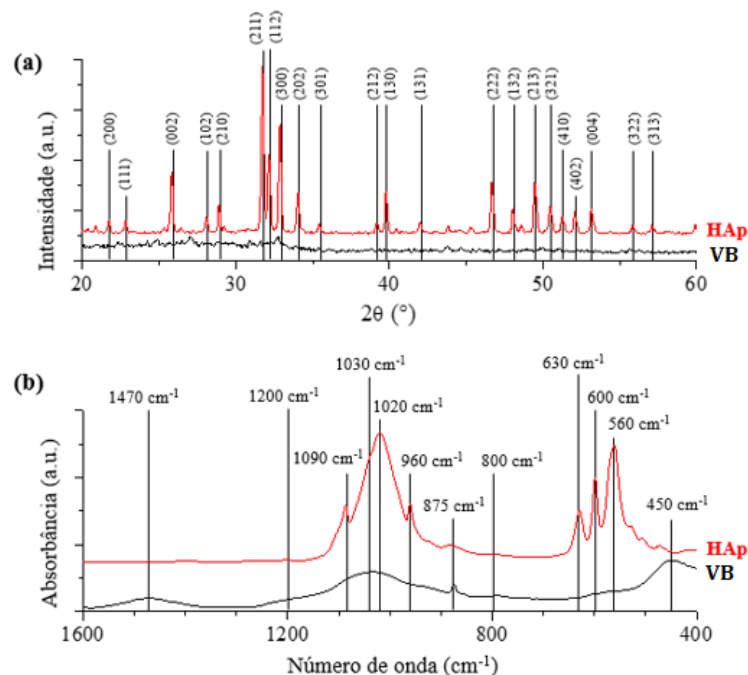 (a)
Intensidade (a.u.)
(200)
(111)
(002)
(102)
(210)
(211)
(112)
(300)
(202)
(301)
(212)
(130)
(131)
(222)
(132)
(213)
(321)
(410)
(402)
(004)
(322)
(313)
HAp
VB
20
30
40
50
60
2θ (°)
(b)
Absorbância (a.u.)
1470 cm⁻¹
1200 cm⁻¹
1090 cm⁻¹
1030 cm⁻¹
1020 cm⁻¹
960 cm⁻¹
875 cm⁻¹
800 cm⁻¹
630 cm⁻¹
600 cm⁻¹
560 cm⁻¹
450 cm⁻¹
HAp
VB
1600
1200
800
400
Número de onda (cm⁻¹)